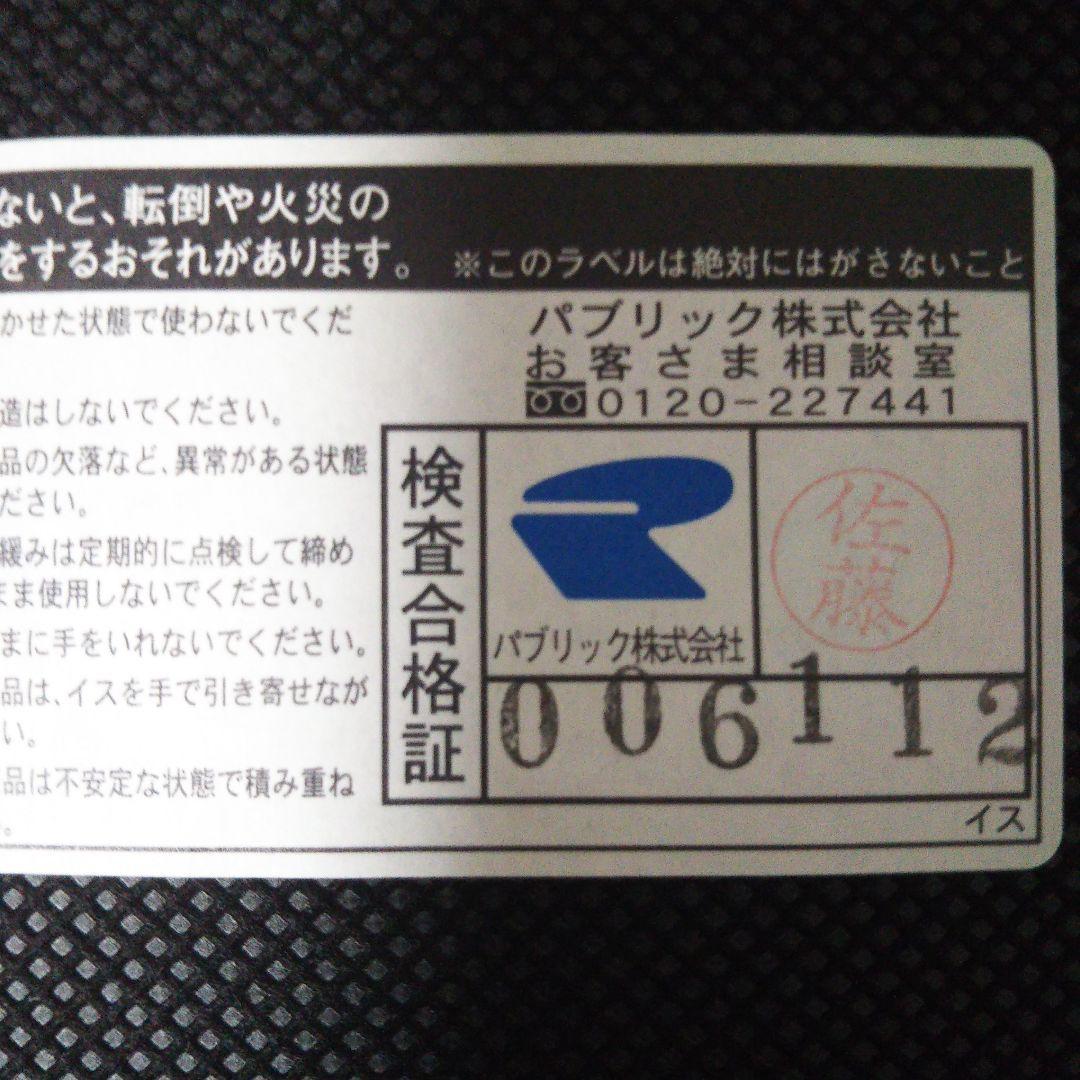 ないと、転倒や火災の
をするおそれがあります。 ※このラベルは絶対にはがさないこと
かせた状態で使わないでくだ
造はしないでください。
品の欠落など、異常がある状態
ださい。
緩みは定期的に点検して締め
まま使用しないでください。
まに手をいれないでください。
品は、イスを手で引き寄せなが
い。
品は不安定な状態で積み重ね
。
パブリック株式会社
お客さま相談室
0120-227441
検査合格証
パブリック株式会社
佐藤
006112
イス